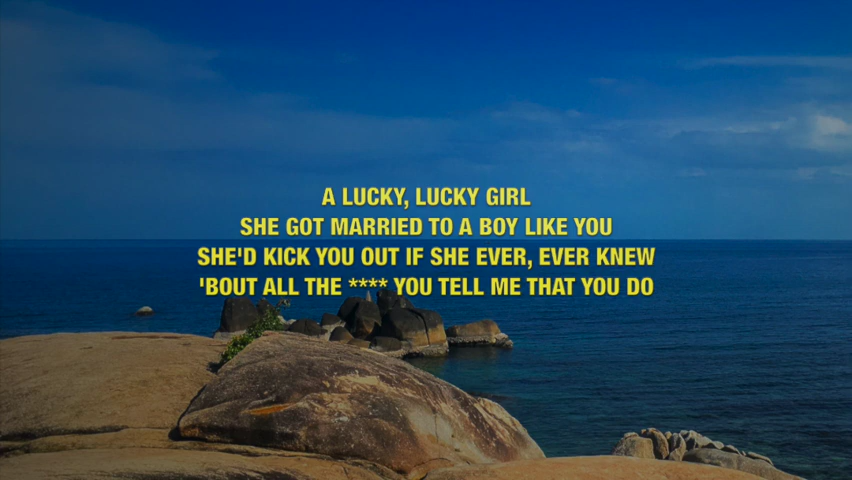 A LUCKY, LUCKY GIRL
SHE GOT MARRIED TO A BOY LIKE YOU
SHE'D KICK YOU OUT IF SHE EVER, EVER KNEW
'BOUT ALL THE **** YOU TELL ME THAT YOU DO